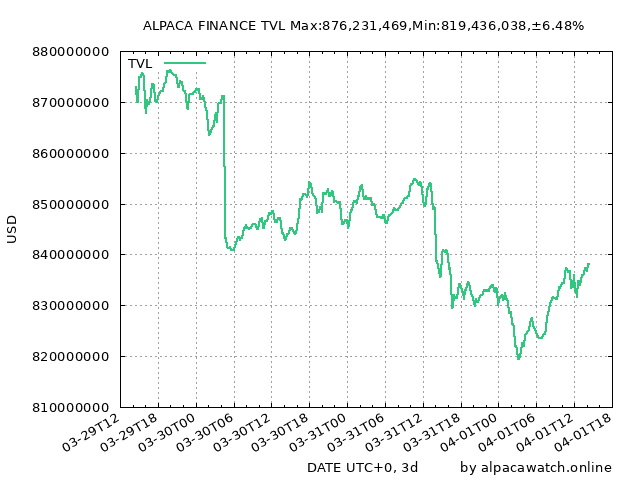 ALPACA FINANCE TVL Max:876,231,469,Min:819,436,038,±6.48%
TVL
880000000
870000000
860000000
850000000
840000000
830000000
820000000
810000000
USD
03-29T12
03-29T18
03-30T00
03-30T06
03-30T12
03-30T18
03-31T00
03-31T06
03-31T12
03-31T18
04-01T00
04-01T06
04-01T12
04-01T18
DATE UTC+0, 3d
by alpacawatch.online